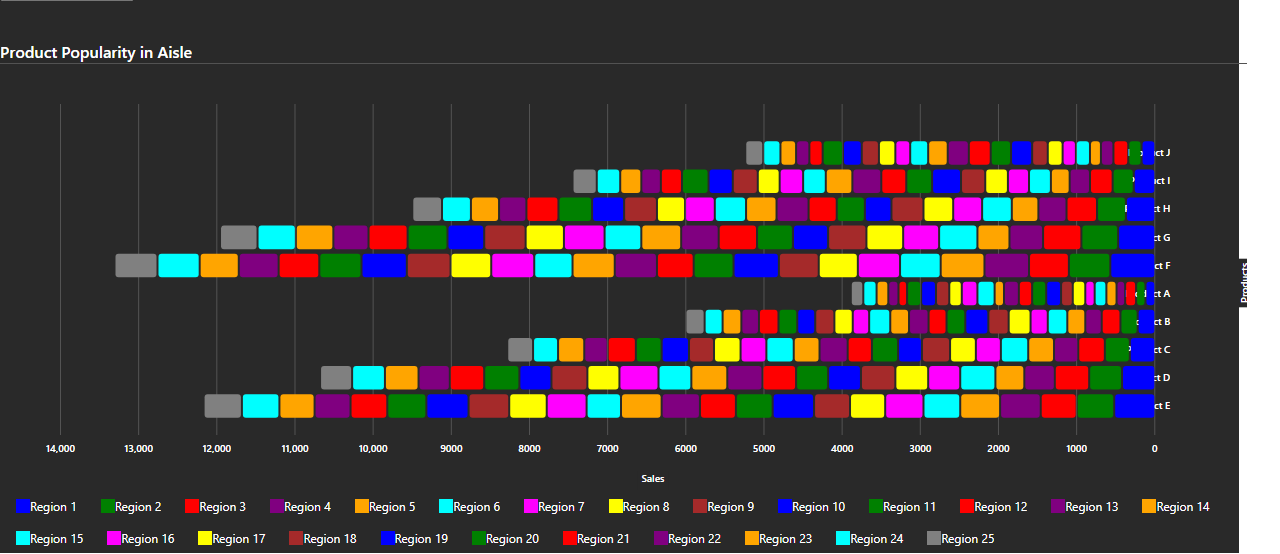 Product Popularity in Aisle
ct J
ct I
ct H
ct G
ct F
ct A
ct B
ct C
ct D
ct E
Products
14,000 13,000 12,000 11,000 10,000 9000 8000 7000 6000 5000 4000 3000 2000 1000 0
Sales
Region 1 Region 2 Region 3 Region 4 Region 5 Region 6 Region 7 Region 8 Region 9 Region 10 Region 11 Region 12 Region 13 Region 14
Region 15 Region 16 Region 17 Region 18 Region 19 Region 20 Region 21 Region 22 Region 23 Region 24 Region 25